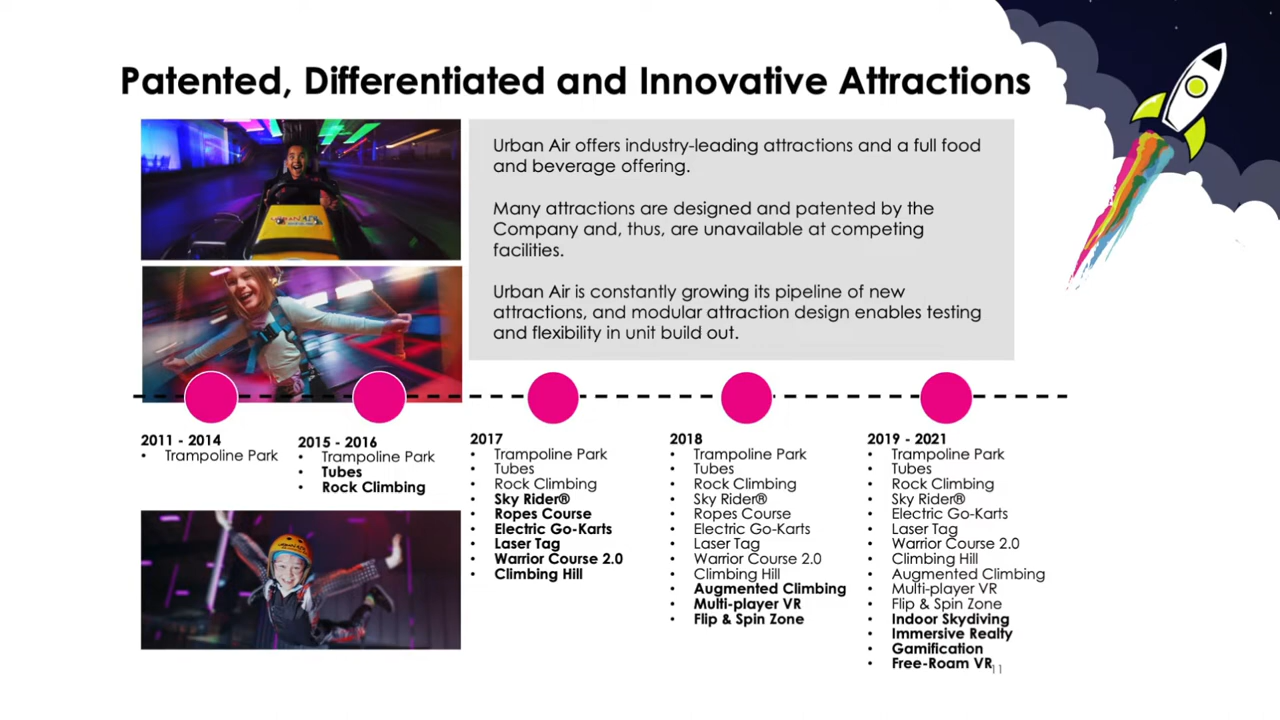 Patented, Differentiated and Innovative Attractions
Urban Air offers industry-leading attractions and a full food
and beverage offering.
Many attractions are designed and patented by the
Company and, thus, are unavailable at competing
facilities.
Urban Air is constantly growing its pipeline of new
attractions, and modular attraction design enables testing
and flexibility in unit build out.
2011 - 2014
• Trampoline Park
2015 - 2016
• Trampoline Park
• Tubes
• Rock Climbing
2017
• Trampoline Park
• Tubes
• Rock Climbing
• Sky Rider®
• Ropes Course
• Electric Go-Karts
• Laser Tag
• Warrior Course 2.0
• Climbing Hill
2018
• Trampoline Park
• Tubes
• Rock Climbing
• Sky Rider®
• Ropes Course
• Electric Go-Karts
• Laser Tag
• Warrior Course 2.0
• Climbing Hill
• Augmented Climbing
• Multi-player VR
• Flip & Spin Zone
2019 - 2021
• Trampoline Park
• Tubes
• Rock Climbing
• Sky Rider®
• Electric Go-Karts
• Laser Tag
• Warrior Course 2.0
• Climbing Hill
• Augmented Climbing
• Multi-player VR
• Flip & Spin Zone
• Indoor Skydiving
• Immersive Realty
• Gamification
• Free-Roam VR
11